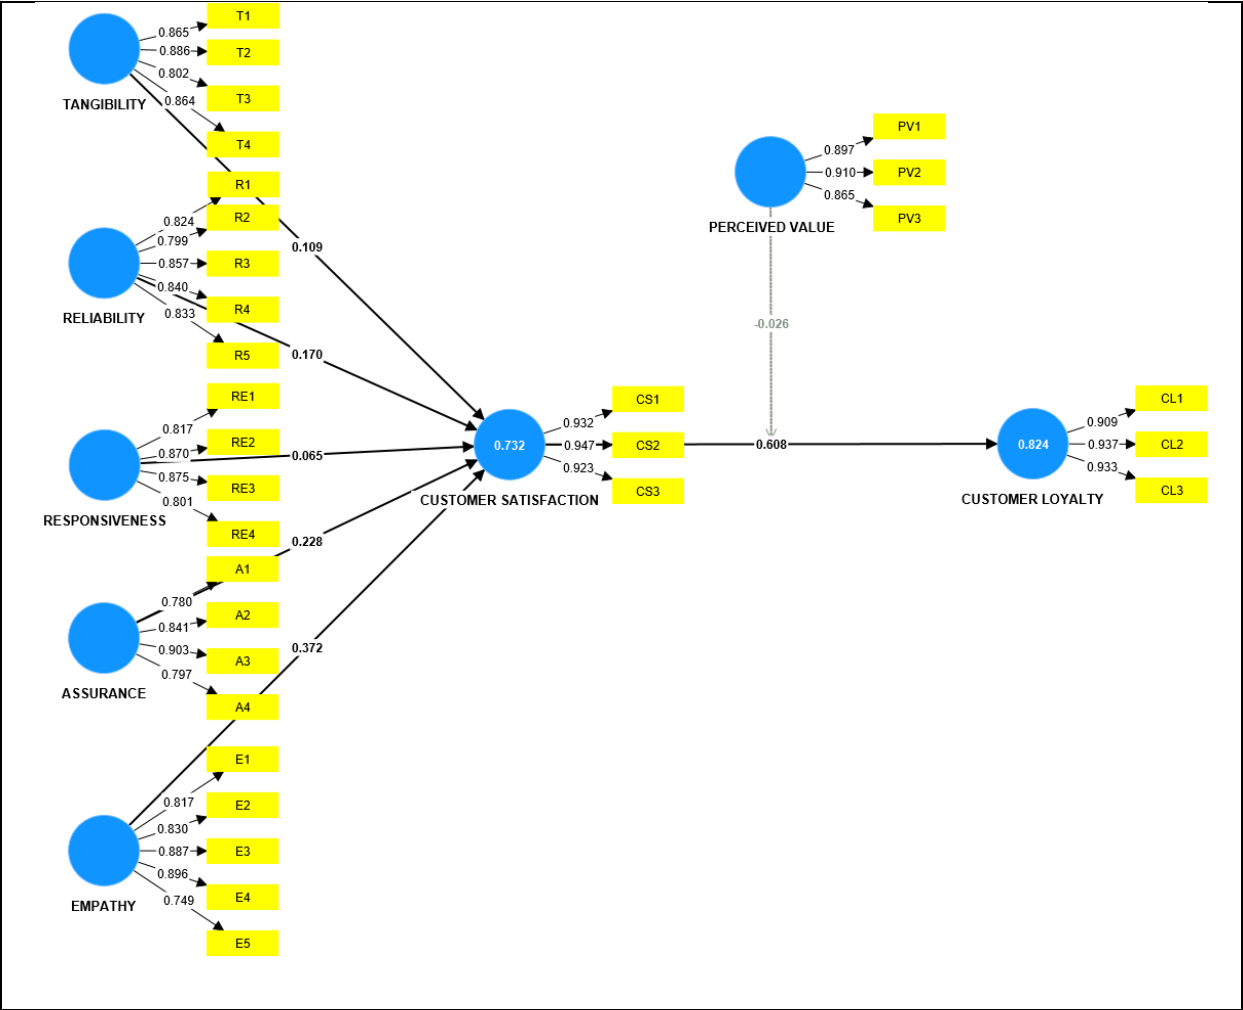 T1
0.865
0.886
T2
0.802
T3
0.864
TANGIBILITY
T4
R1
0.824
R2
0.799
0.857
R3
0.840
R4
0.833
RELIABILITY
R5
0.109
0.170
RE1
0.817
RE2
0.870
0.875
RE3
0.801
RESPONSIVENESS
RE4
0.065
0.228
A1
0.780
A2
0.841
0.903
A3
0.797
ASSURANCE
A4
0.372
E1
0.817
E2
0.830
0.887
E3
0.896
E4
0.749
EMPATHY
E5
PV1
0.897
0.910
PV2
0.865
PV3
PERCEIVED VALUE
-0.026
CS1
0.932
0.732
0.947
CS2
0.923
CS3
CUSTOMER SATISFACTION
0.608
CL1
0.909
0.824
0.937
CL2
0.933
CL3
CUSTOMER LOYALTY